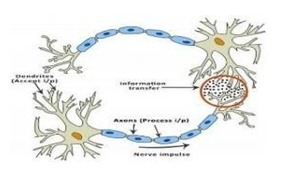 Dendrites
(Accept i/p)
Information
transfer
Axons (Process i/p)
Nerve impulse